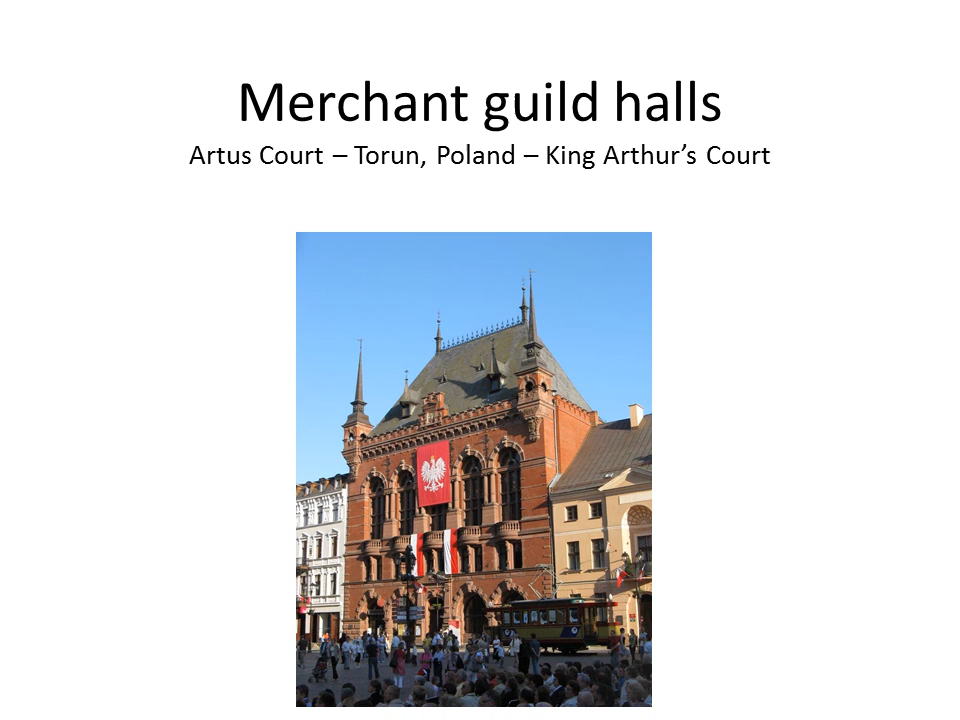 Merchant guild halls
Artus Court – Torun, Poland – King Arthur’s Court